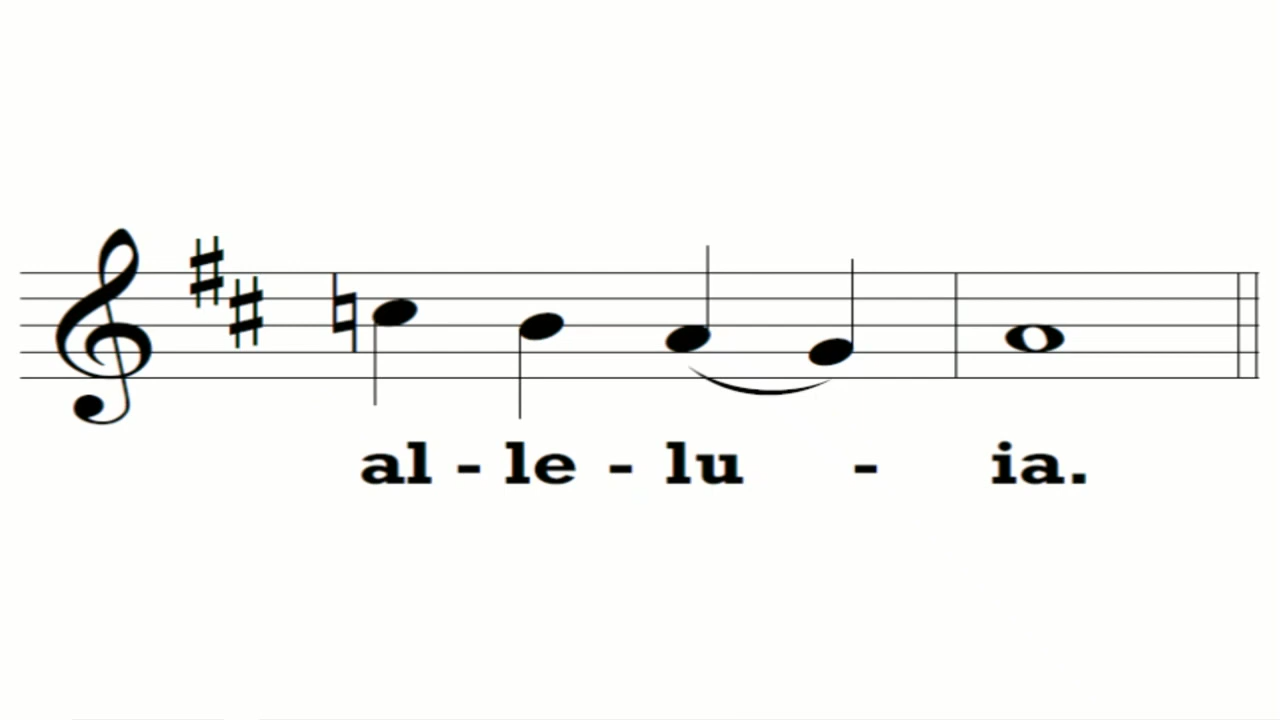 al - le - lu - ia.